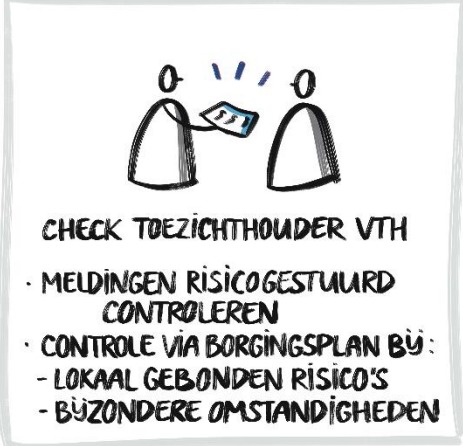 CHECK TOEZICHTHOUDER VTH
· MELDINGEN RISICOGESTUURD
CONTROLEREN
· CONTROLE VIA BORGINGSPLAN BIJ:
- LOKAAL GEBONDEN RISICO'S
- BIJZONDERE OMSTANDIGHEDEN